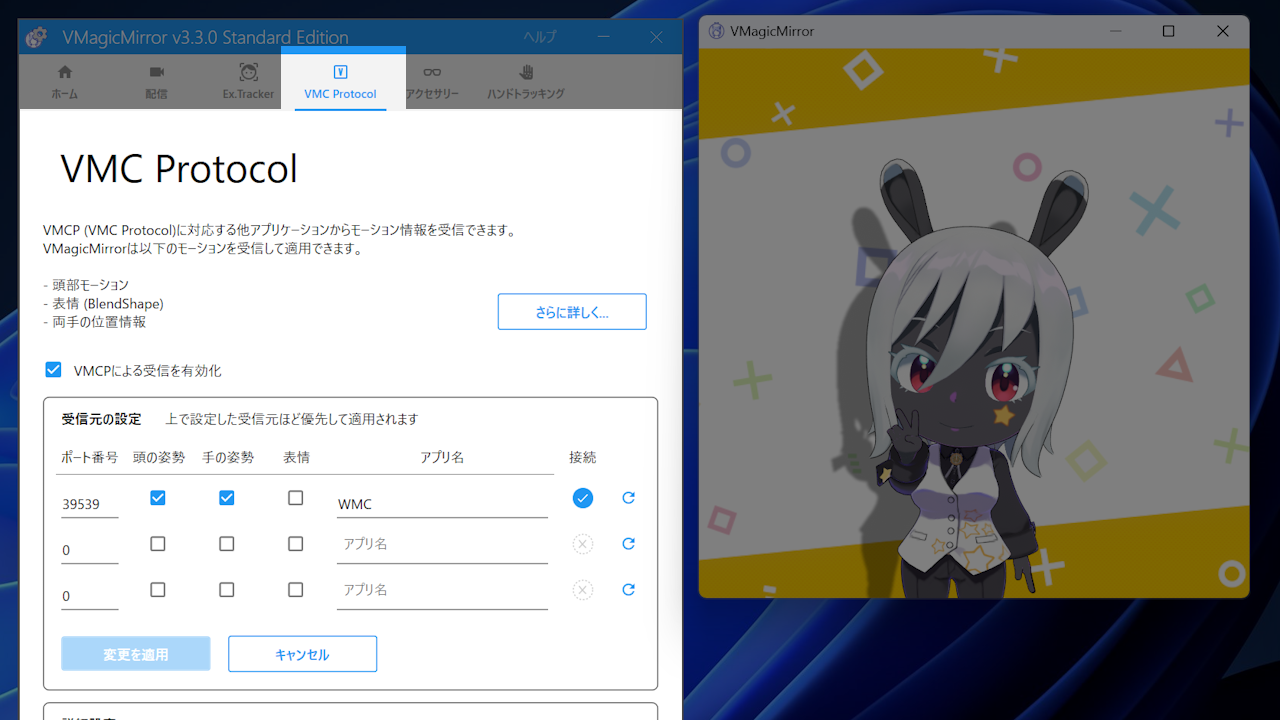 VMagicMirror v3.3.0 Standard Edition
ヘルプ
ホーム
配信
Ex.Tracker
VMC Protocol
アクセサリー
ハンドトラッキング
VMC Protocol
VMCP (VMC Protocol)に対応する他アプリケーションからモーション情報を受信できます。
VMagicMirrorは以下のモーションを受信して適用できます。
- 頭部モーション
- 表情 (BlendShape)
- 両手の位置情報
さらに詳しく...
VMCPによる受信を有効化
受信元の設定 上で設定した受信元ほど優先して適用されます
ポート番号 頭の姿勢 手の姿勢 表情 アプリ名 接続
39539 WMC
0 アプリ名
0 アプリ名
変更を適用 キャンセル
VMagicMirror